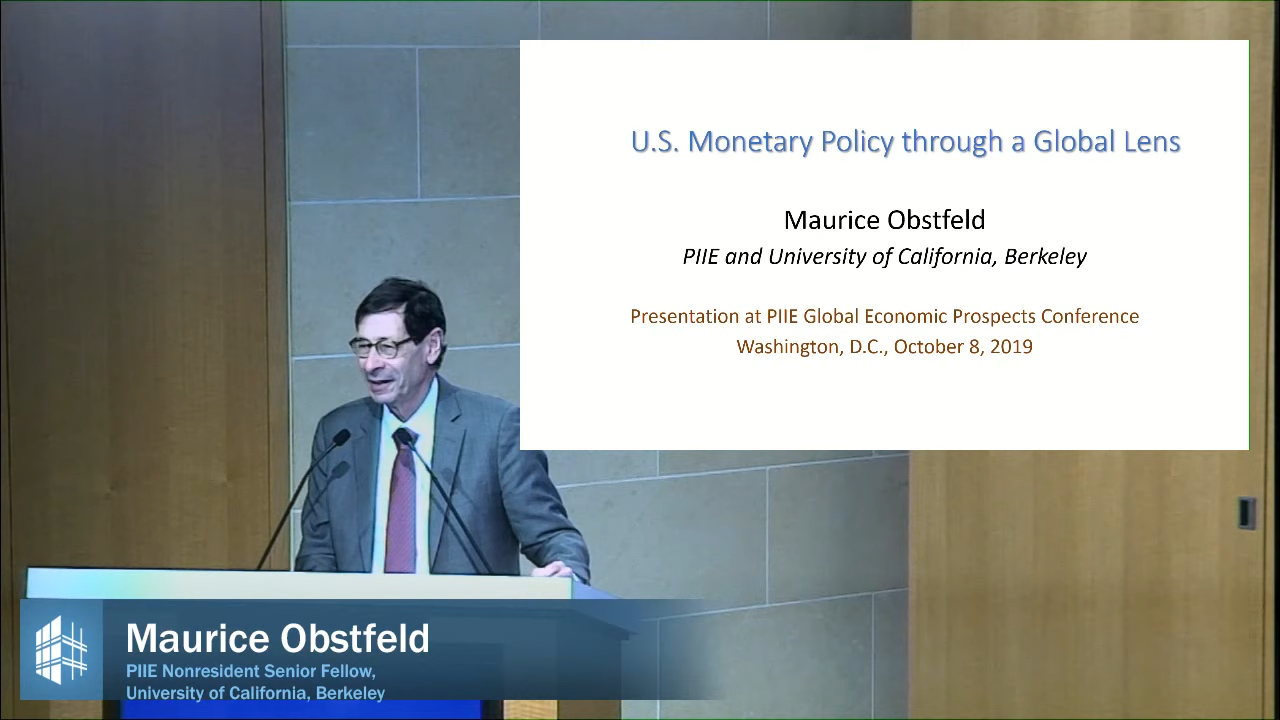 U.S. Monetary Policy through a Global Lens
Maurice Obstfeld
PIIE and University of California, Berkeley
Presentation at PIIE Global Economic Prospects Conference
Washington, D.C., October 8, 2019
Maurice Obstfeld
PIIE Nonresident Senior Fellow,
University of California, Berkeley